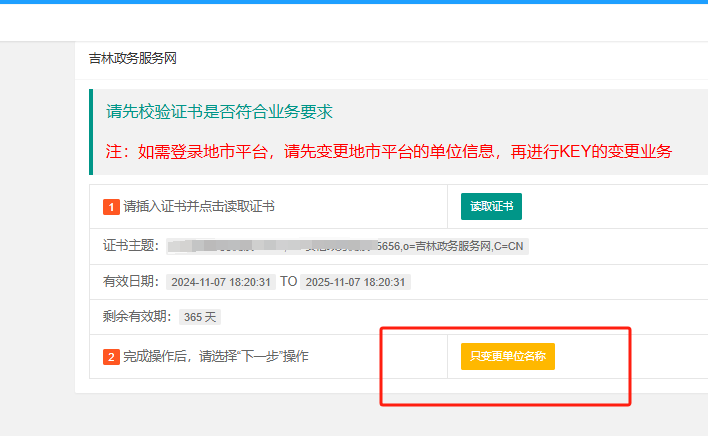 吉林政务服务网
请先校验证书是否符合业务要求
注：如需登录地市平台，请先变更地市平台的单位信息，再进行KEY的变更业务
1 请插入证书并点击读取证书 读取证书
证书主题： 5656,o=吉林政务服务网,C=CN
有效日期： 2024-11-07 18:20:31 TO 2025-11-07 18:20:31
剩余有效期： 365 天
2 完成操作后，请选择“下一步”操作 只变更单位名称